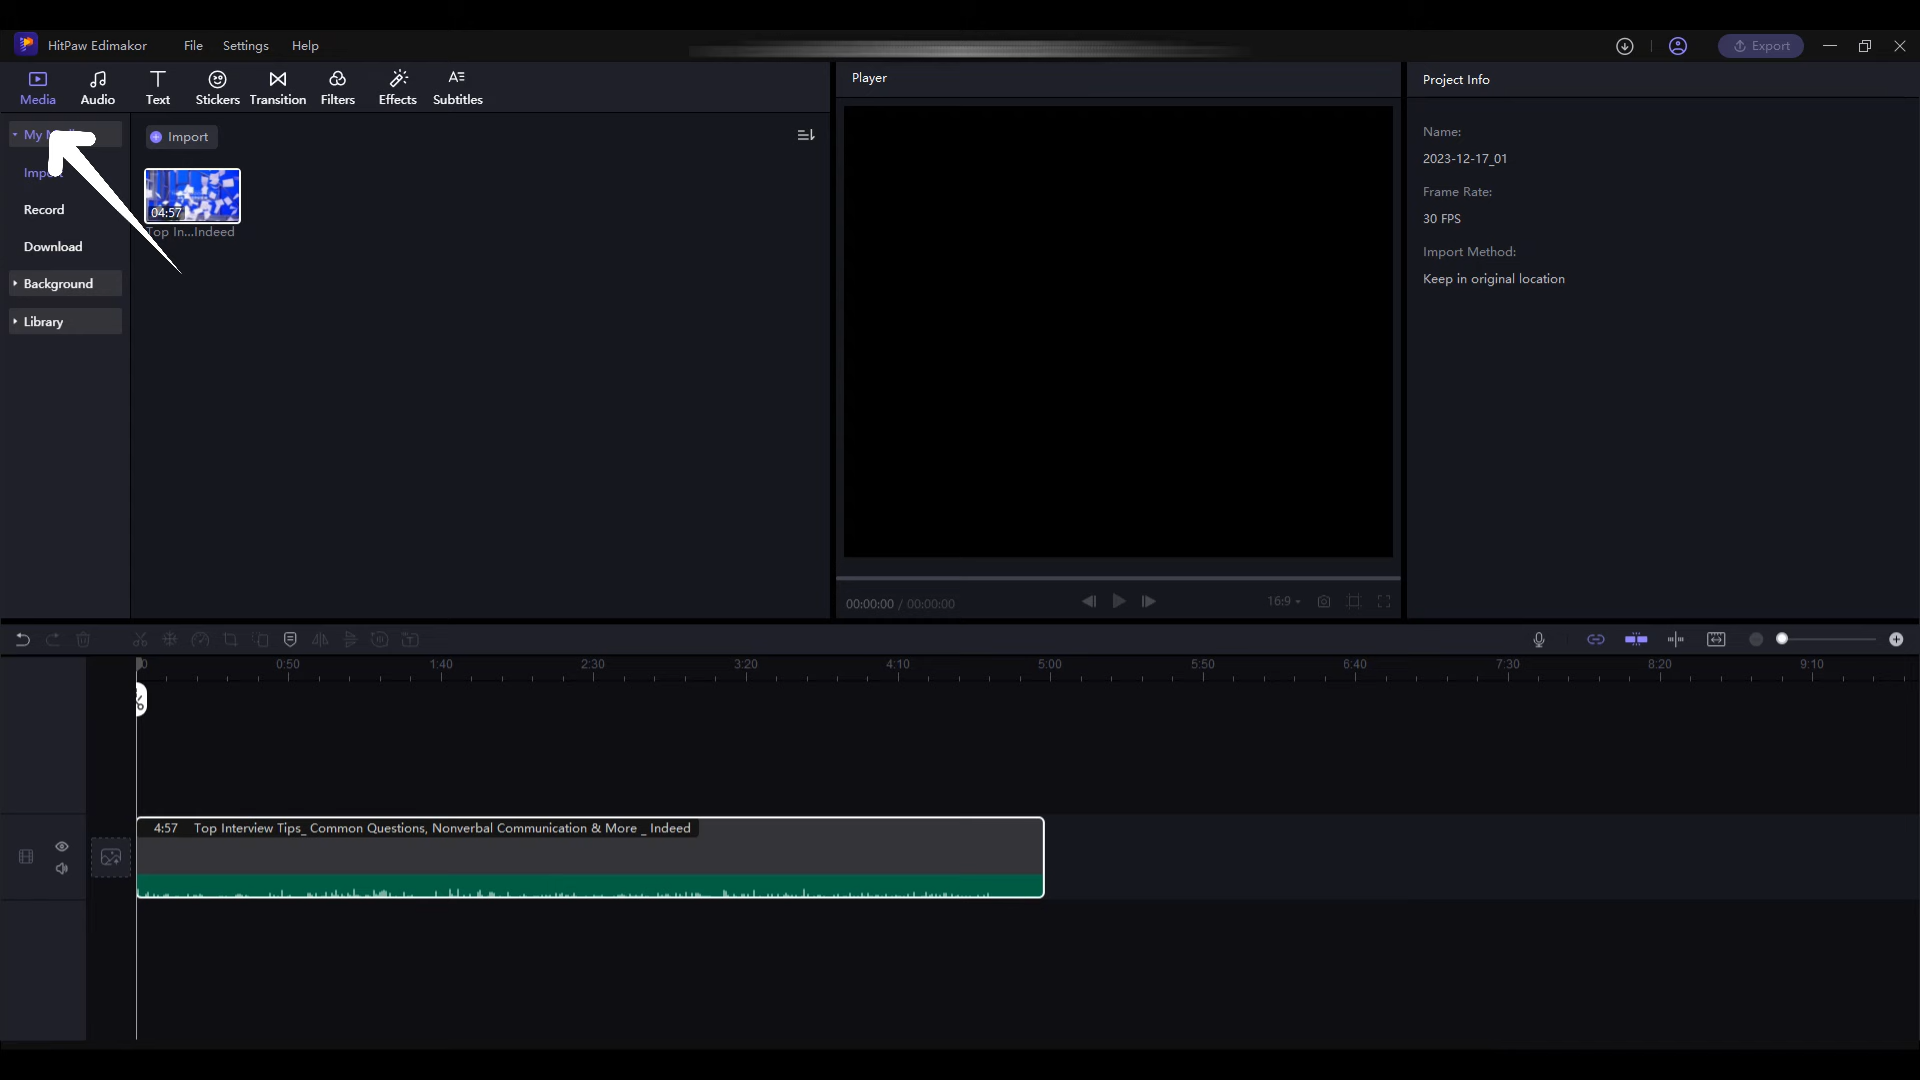 HitPaw Edimakor File Settings Help Export
Media Audio Text Stickers Transition Filters Effects Subtitles
Player
Project Info
My
Import
Record
Download
Background
Library
Import
04:57
Top In...Indeed
Name:
2023-12-17_01
Frame Rate:
30 FPS
Import Method:
Keep in original location
00:00:00 / 00:00:00 16:9
0 0:50 1:40 2:30 3:20 4:10 5:00 5:50 6:40 7:30 8:20 9:10
4:57 Top Interview Tips_ Common Questions, Nonverbal Communication & More _ Indeed